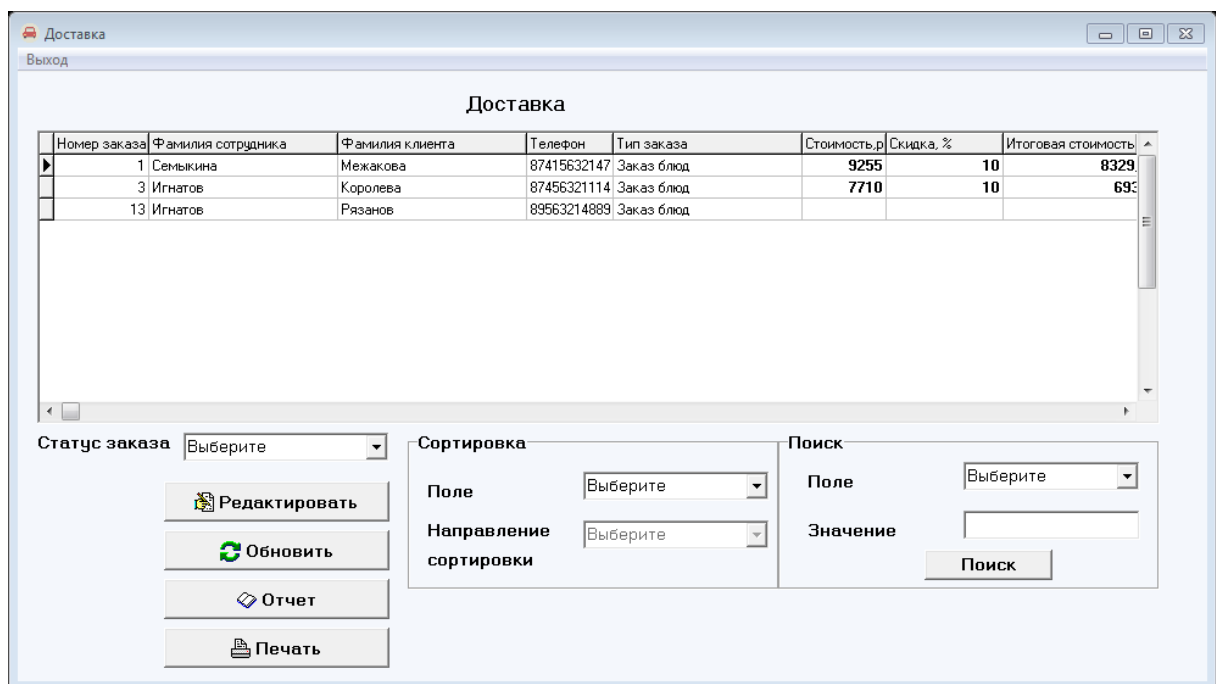 Доставка
Выход
Доставка
Номер заказа Фамилия сотрудника Фамилия клиента Телефон Тип заказа Стоимость,р Скидка, % Итоговая стоимость
1 Семыкина Межакова 87415632147 Заказ блюд 9255 10 8329,
3 Игнатов Королева 87456321114 Заказ блюд 7710 10 693
13 Игнатов Рязанов 89563214889 Заказ блюд
Статус заказа Выберите
Редактировать
Обновить
Отчет
Печать
Сортировка
Поле Выберите
Направление Выберите
сортировки
Поиск
Поле Выберите
Значение
Поиск